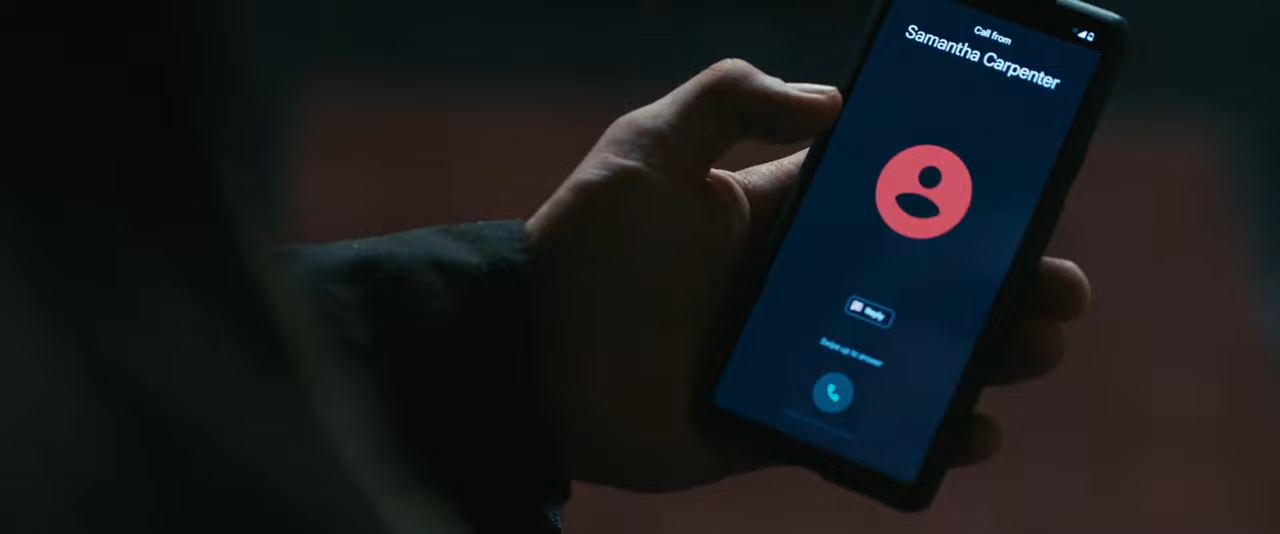 Call from
Samantha Carpenter
Reply
Swipe up to answer